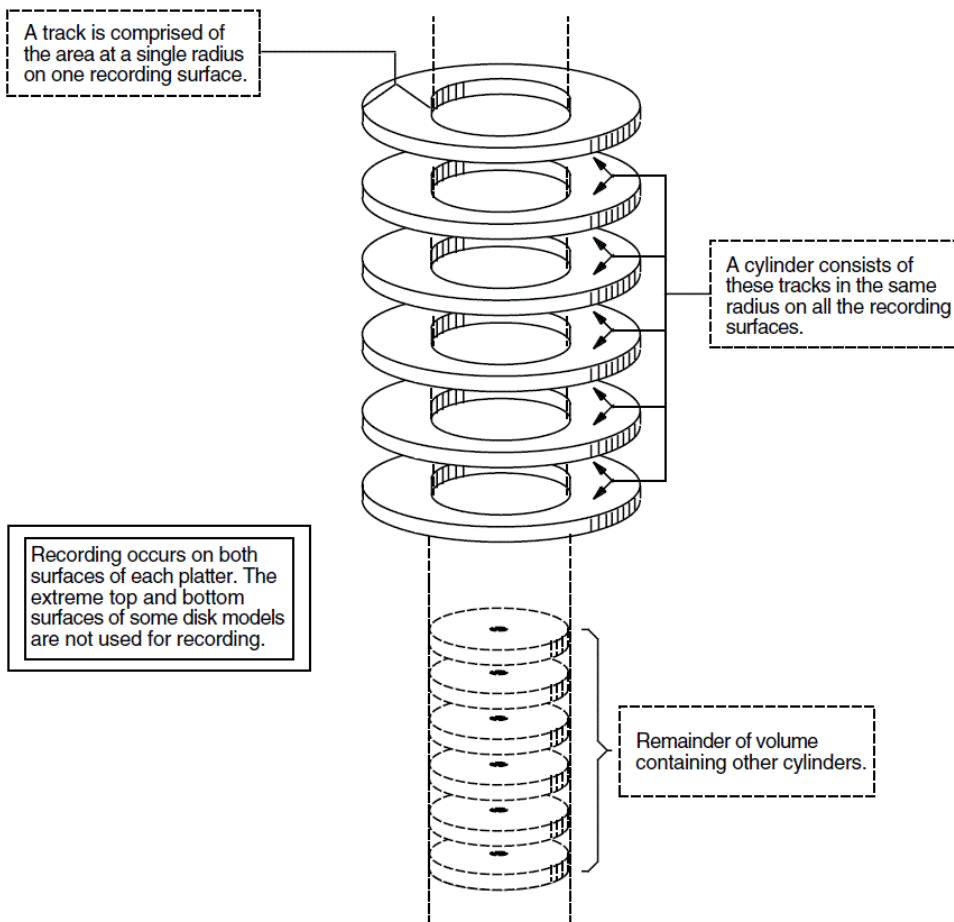 A track is comprised of
the area at a single radius
on one recording surface.
A cylinder consists of
these tracks in the same
radius on all the recording
surfaces.
Recording occurs on both
surfaces of each platter. The
extreme top and bottom
surfaces of some disk models
are not used for recording.
Remainder of volume
containing other cylinders.